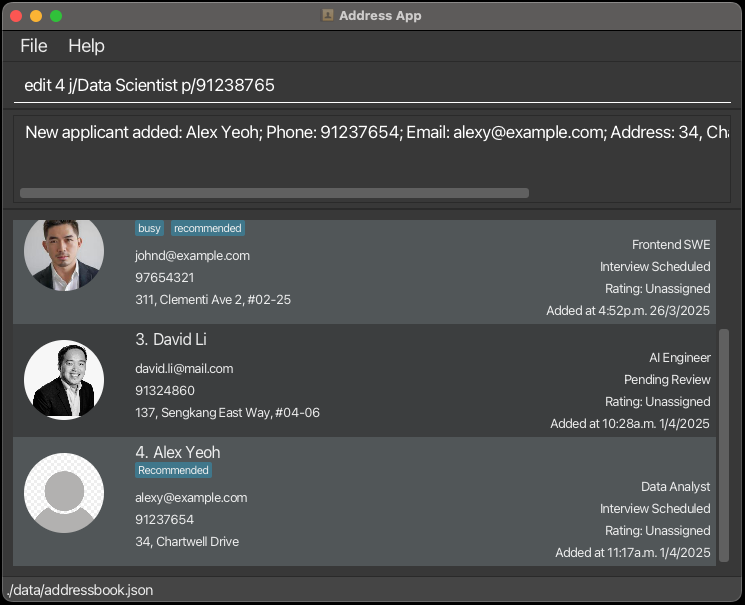 Address App
File Help
edit 4 j/Data Scientist p/91238765
New applicant added: Alex Yeoh; Phone: 91237654; Email: alexy@example.com; Address: 34, Cha
busy recommended
johnd@example.com
97654321
311, Clementi Ave 2, #02-25
Frontend SWE
Interview Scheduled
Rating: Unassigned
Added at 4:52p.m. 26/3/2025
3. David Li
david.li@mail.com
91324860
137, Sengkang East Way, #04-06
AI Engineer
Pending Review
Rating: Unassigned
Added at 10:28a.m. 1/4/2025
4. Alex Yeoh
Recommended
alexy@example.com
91237654
34, Chartwell Drive
Data Analyst
Interview Scheduled
Rating: Unassigned
Added at 11:17a.m. 1/4/2025
./data/addressbook.json